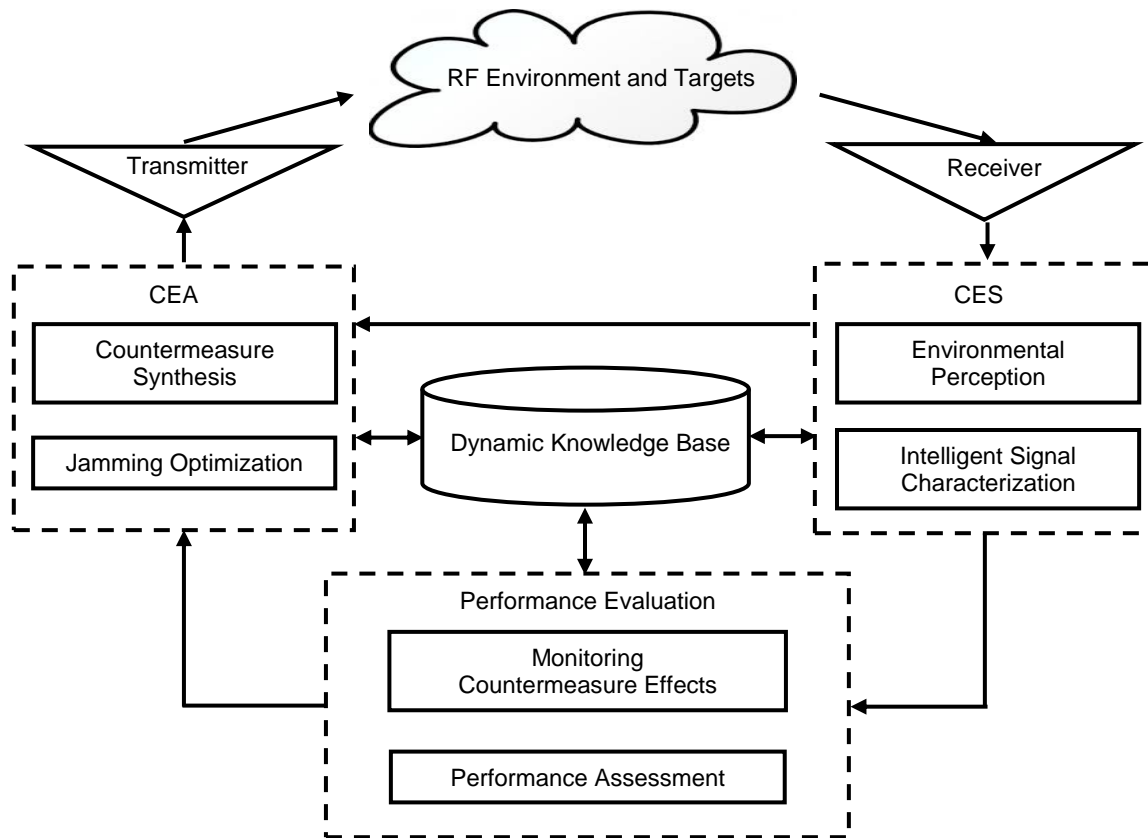 RF Environment and Targets
Transmitter
Receiver
CEA
Countermeasure
Synthesis
Jamming Optimization
CES
Environmental
Perception
Intelligent Signal
Characterization
Dynamic Knowledge Base
Performance Evaluation
Monitoring
Countermeasure Effects
Performance Assessment